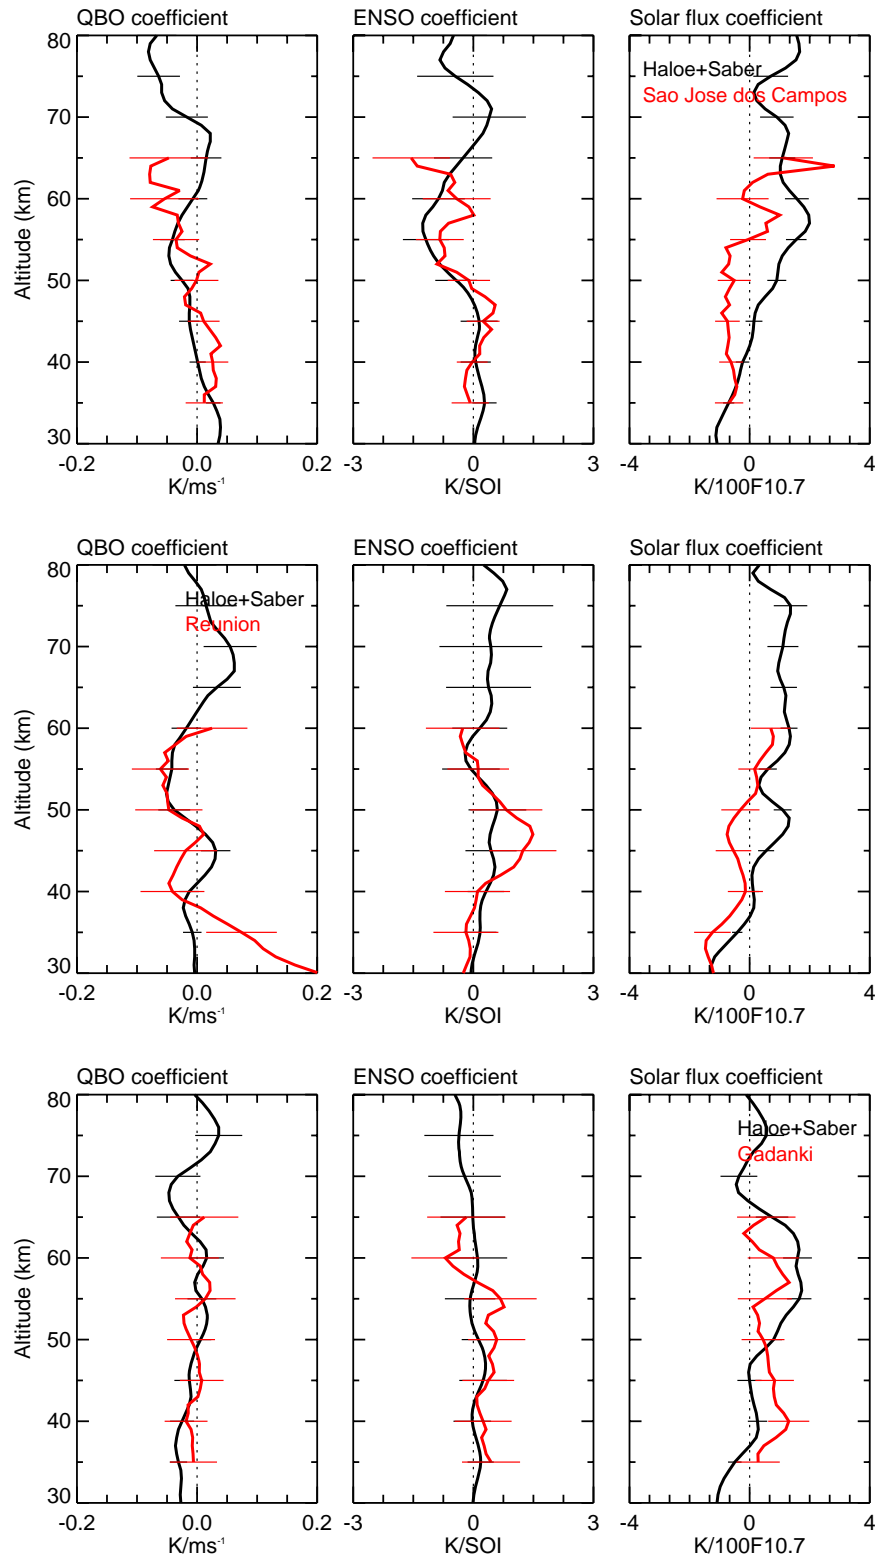 QBO coefficient ENSO coefficient Solar flux coefficient
80
Haloe+Saber
Sao Jose dos Campos
70
60
Altitude (km)
50
40
30
-0.2 0.0 0.2 -3 0 3 -4 0 4
K/ms⁻¹ K/SOI K/100F10.7
QBO coefficient ENSO coefficient Solar flux coefficient
80
Haloe+Saber
Reunion
70
60
Altitude (km)
50
40
30
-0.2 0.0 0.2 -3 0 3 -4 0 4
K/ms⁻¹ K/SOI K/100F10.7
QBO coefficient ENSO coefficient Solar flux coefficient
80
Haloe+Saber
Gadanki
70
60
Altitude (km)
50
40
30
-0.2 0.0 0.2 -3 0 3 -4 0 4
K/ms⁻¹ K/SOI K/100F10.7